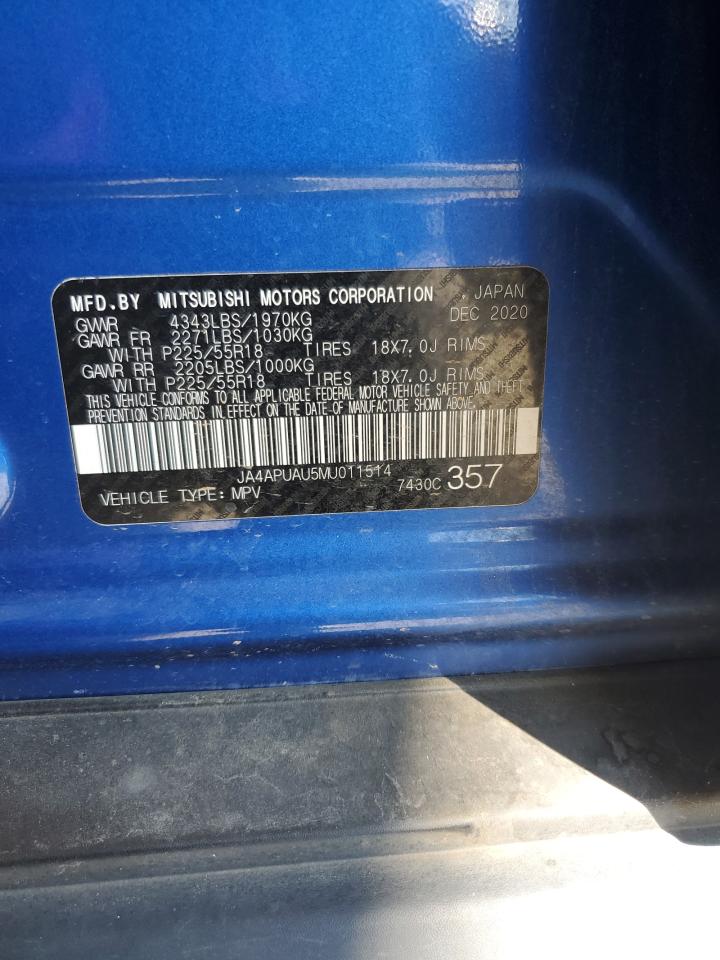 MFD.BY MITSUBISHI MOTORS CORPORATION , JAPAN
GVWR 4343LBS/1970KG DEC 2020
GAWR FR 2271LBS/1030KG
WITH P225/55R18 TIRES 18X7.0J RIMS
GAWR RR 2205LBS/1000KG
WITH P225/55R18 TIRES 18X7.0J RIMS
THIS VEHICLE CONFORMS TO ALL APPLICABLE FEDERAL MOTOR VEHICLE SAFETY AND THEFT
PREVENTION STANDARDS IN EFFECT ON THE DATE OF MANUFACTURE SHOWN ABOVE.
JA4APUAU5MU011514
VEHICLE TYPE: MPV 7430C 357